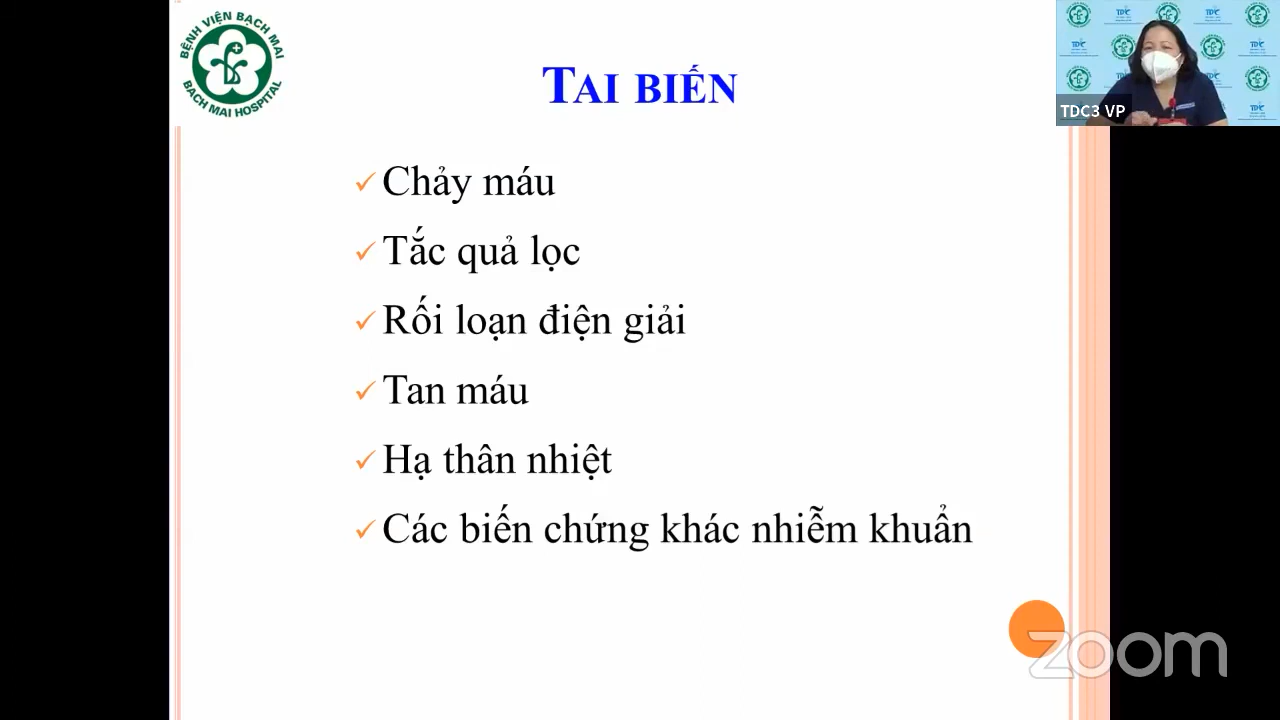 BỆNH VIỆN BẠCH MAI
BACH MAI HOSPITAL
TAI BIẾN
TDC3 VP
Chảy máu
Tắc quả lọc
Rối loạn điện giải
Tan máu
Hạ thân nhiệt
Các biến chứng khác nhiễm khuẩn
zoom